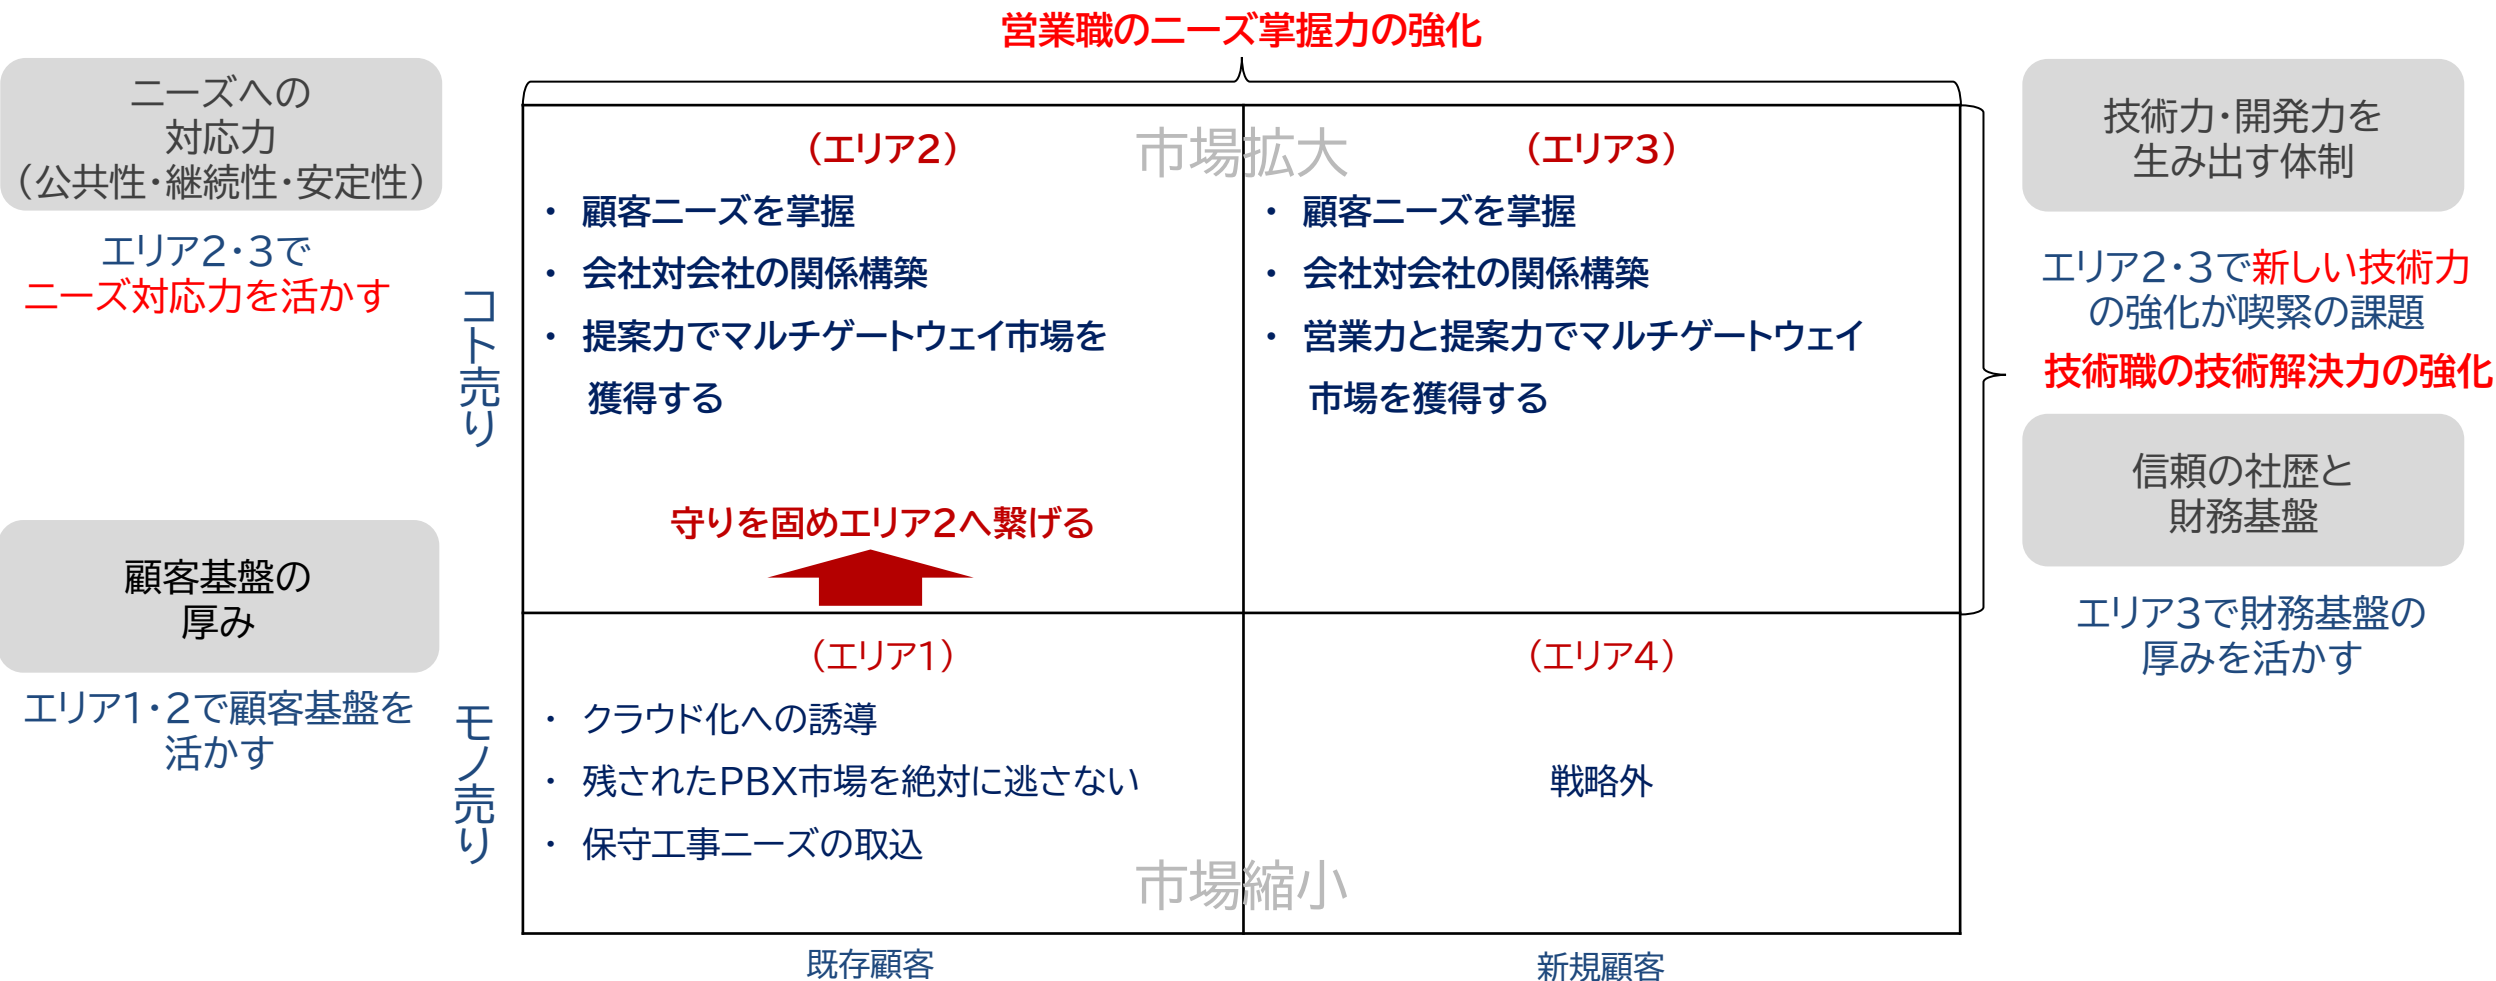 営業職のニーズ掌握力の強化
ニーズへの
対応力
（公共性・継続性・安定性）
エリア2・3で
ニーズ対応力を活かす
顧客基盤の
厚み
エリア1・2で顧客基盤を
活かす
コト売り
モノ売り
市場拡大
（エリア2）
・ 顧客ニーズを掌握
・ 会社対会社の関係構築
・ 提案力でマルチゲートウェイ市場を
獲得する
守りを固めエリア2へ繋げる
（エリア3）
・ 顧客ニーズを掌握
・ 会社対会社の関係構築
・ 営業力と提案力でマルチゲートウェイ
市場を獲得する
（エリア1）
・ クラウド化への誘導
・ 残されたPBX市場を絶対に逃さない
・ 保守工事ニーズの取込
（エリア4）
戦略外
市場縮小
既存顧客
新規顧客
技術力・開発力を
生み出す体制
エリア2・3で新しい技術力
の強化が喫緊の課題
技術職の技術解決力の強化
信頼の社歴と
財務基盤
エリア3で財務基盤の
厚みを活かす